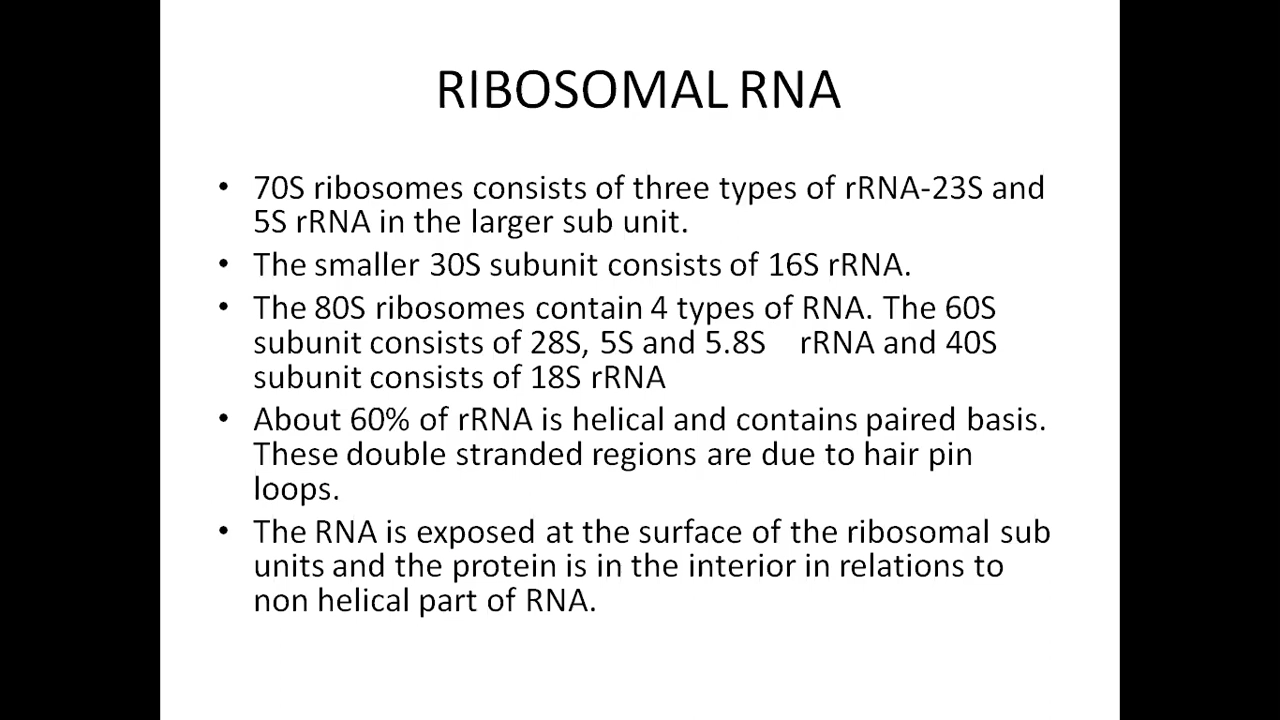 RIBOSOMAL RNA
• 70S ribosomes consists of three types of rRNA-23S and
5S rRNA in the larger sub unit.
• The smaller 30S subunit consists of 16S rRNA.
• The 80S ribosomes contain 4 types of RNA. The 60S
subunit consists of 28S, 5S and 5.8S    rRNA and 40S
subunit consists of 18S rRNA
• About 60% of rRNA is helical and contains paired basis.
These double stranded regions are due to hair pin
loops.
• The RNA is exposed at the surface of the ribosomal sub
units and the protein is in the interior in relations to
non helical part of RNA.